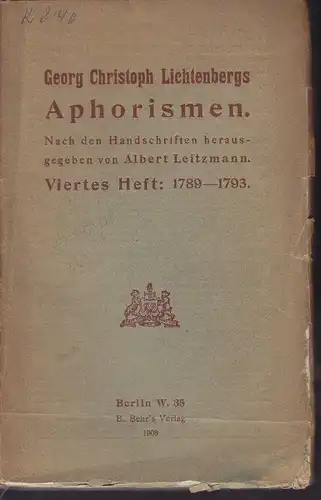 Georg Christoph Lichtenbergs
Aphorismen.
Nach den Handschriften heraus-
gegeben von Albert Leitzmann.
Viertes Heft: 1789—1793.
Berlin W. 35
B. Behr's Verlag
1908